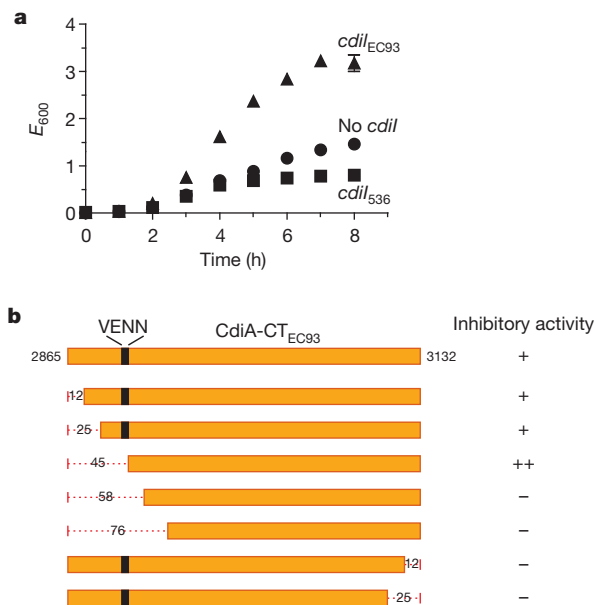 a
4
3
2
1
0
E600
cdiIEC93
No cdiI
cdiI536
0 2 4 6 8
Time (h)
b
VENN CdiA-CTEC93 Inhibitory activity
2865 3132 +
12 +
25 +
45 ++
58 –
76 –
12 –
25 –